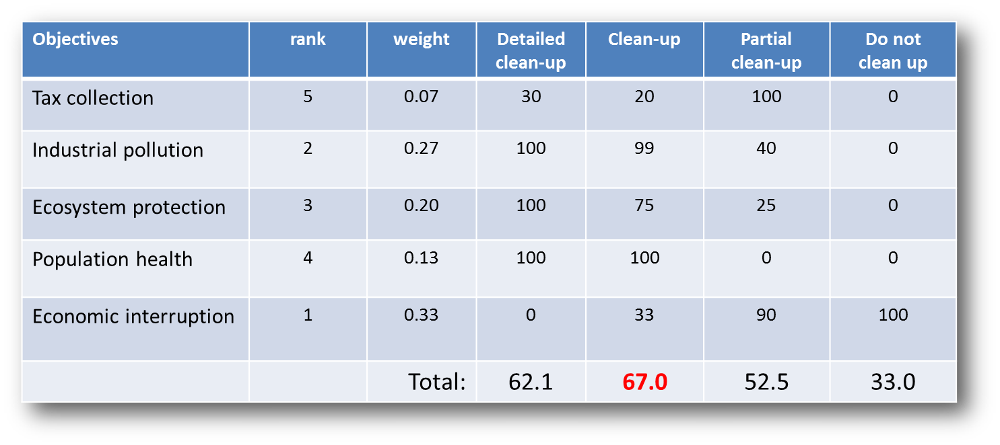 Objectives rank weight Detailed clean-up Clean-up Partial clean-up Do not clean up
Tax collection 5 0.07 30 20 100 0
Industrial pollution 2 0.27 100 99 40 0
Ecosystem protection 3 0.20 100 75 25 0
Population health 4 0.13 100 100 0 0
Economic interruption 1 0.33 0 33 90 100
Total: 62.1 67.0 52.5 33.0